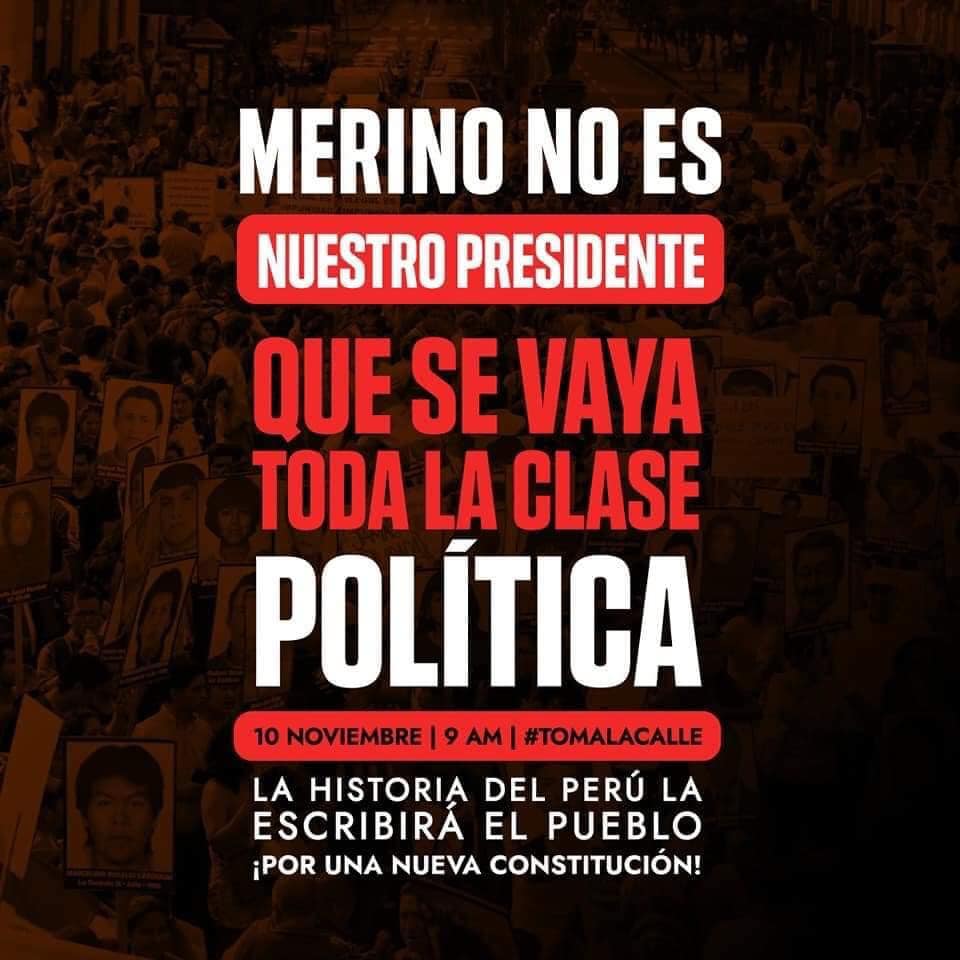 MERINO NO ES
NUESTRO PRESIDENTE
QUE SE VAYA
TODA LA CLASE
POLÍTICA
10 NOVIEMBRE | 9 AM | #TOMALACALLE
LA HISTORIA DEL PERÚ LA
ESCRIBIRÁ EL PUEBLO
¡POR UNA NUEVA CONSTITUCIÓN!